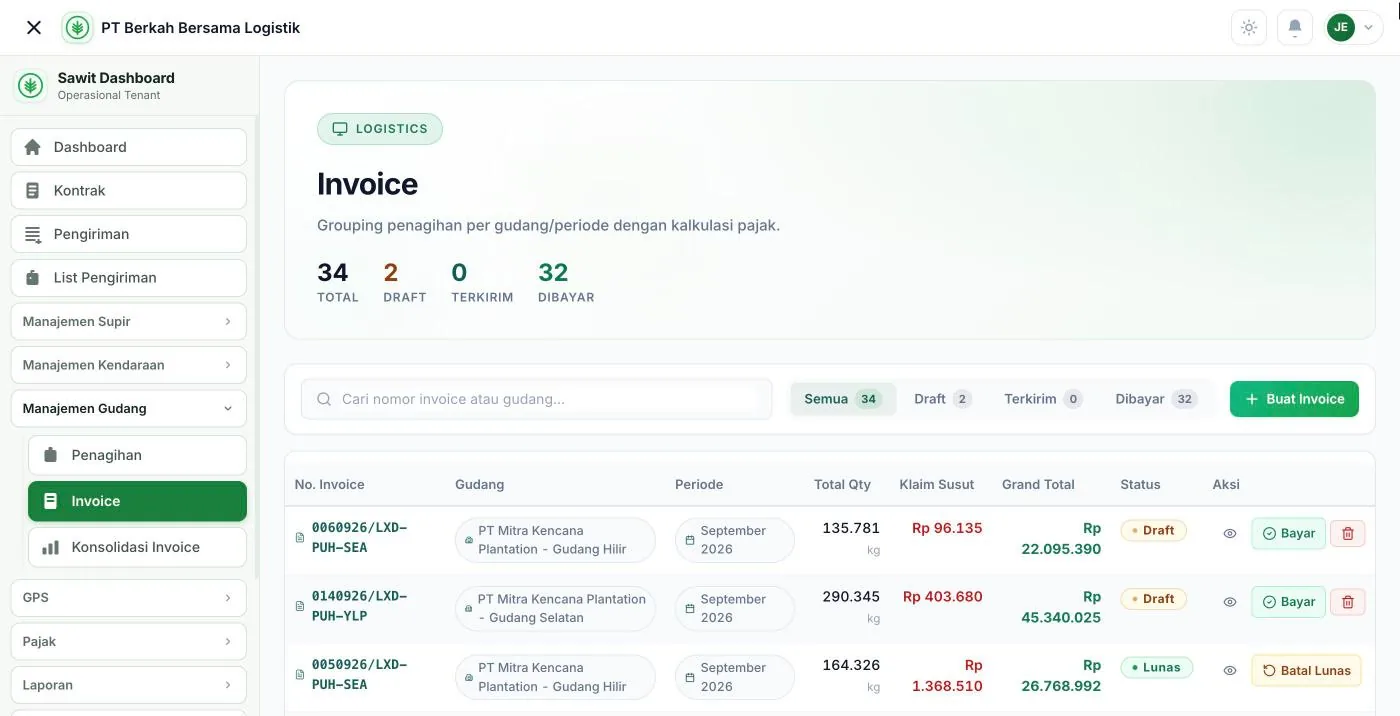 PT Berkah Bersama Logistik
JE
Sawit Dashboard
Operasional Tenant
Dashboard
Kontrak
Pengiriman
List Pengiriman
Manajemen Supir
Manajemen Kendaraan
Manajemen Gudang
Penagihan
Invoice
Konsolidasi Invoice
GPS
Pajak
Laporan
LOGISTICS
Invoice
Grouping penagihan per gudang/periode dengan kalkulasi pajak.
34 2 0 32
TOTAL DRAFT TERKIRIM DIBAYAR
Cari nomor invoice atau gudang...
Semua 34 Draft 2 Terkirim 0 Dibayar 32
+ Buat Invoice
No. Invoice Gudang Periode Total Qty Klaim Susut Grand Total Status Aksi
0060926/LXD-
PUH-SEA
PT Mitra Kencana
Plantation - Gudang Hilir
September
2026
135.781
kg
Rp 96.135
Rp
22.095.390
Draft
Bayar
0140926/LXD-
PUH-YLP
PT Mitra Kencana Plantation
- Gudang Selatan
September
2026
290.345
kg
Rp 403.680
Rp
45.340.025
Draft
Bayar
0050926/LXD-
PUH-SEA
PT Mitra Kencana
Plantation - Gudang Hilir
September
2026
164.326
kg
Rp
1.368.510
Rp
26.768.992
Lunas
Batal Lunas